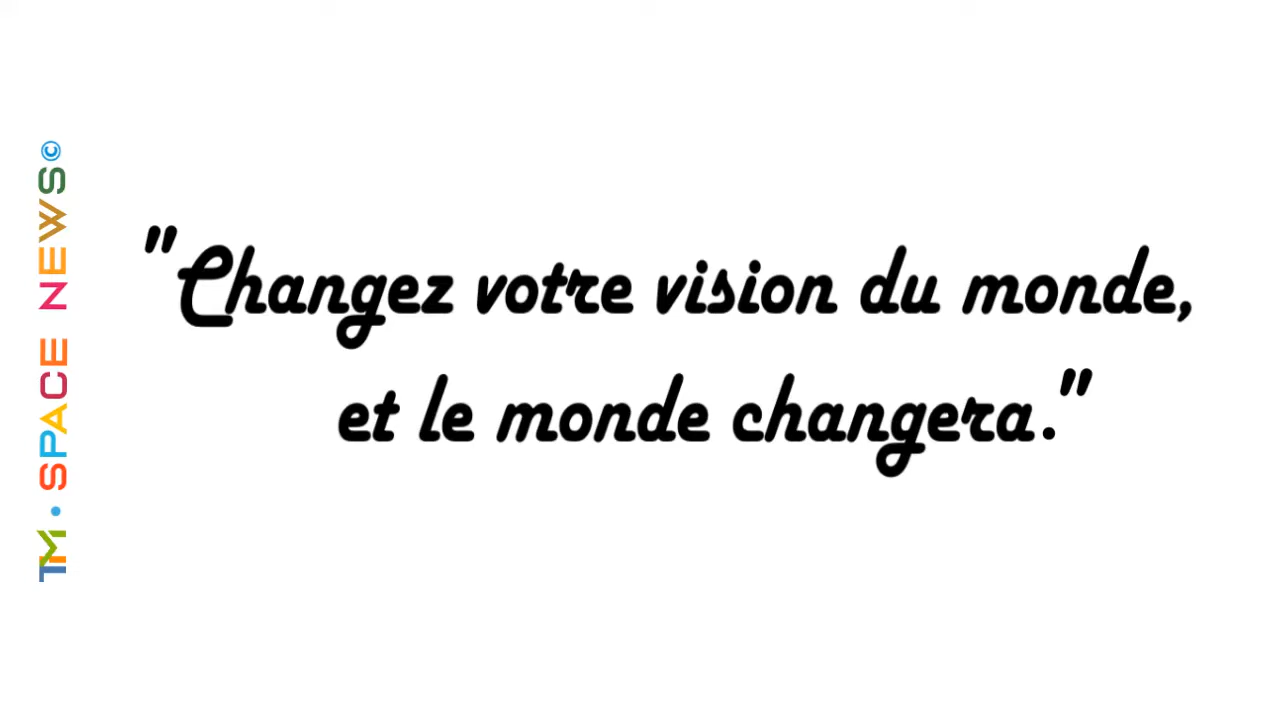 "Changez votre vision du monde,
et le monde changera."
TM • SPACE NEWS©